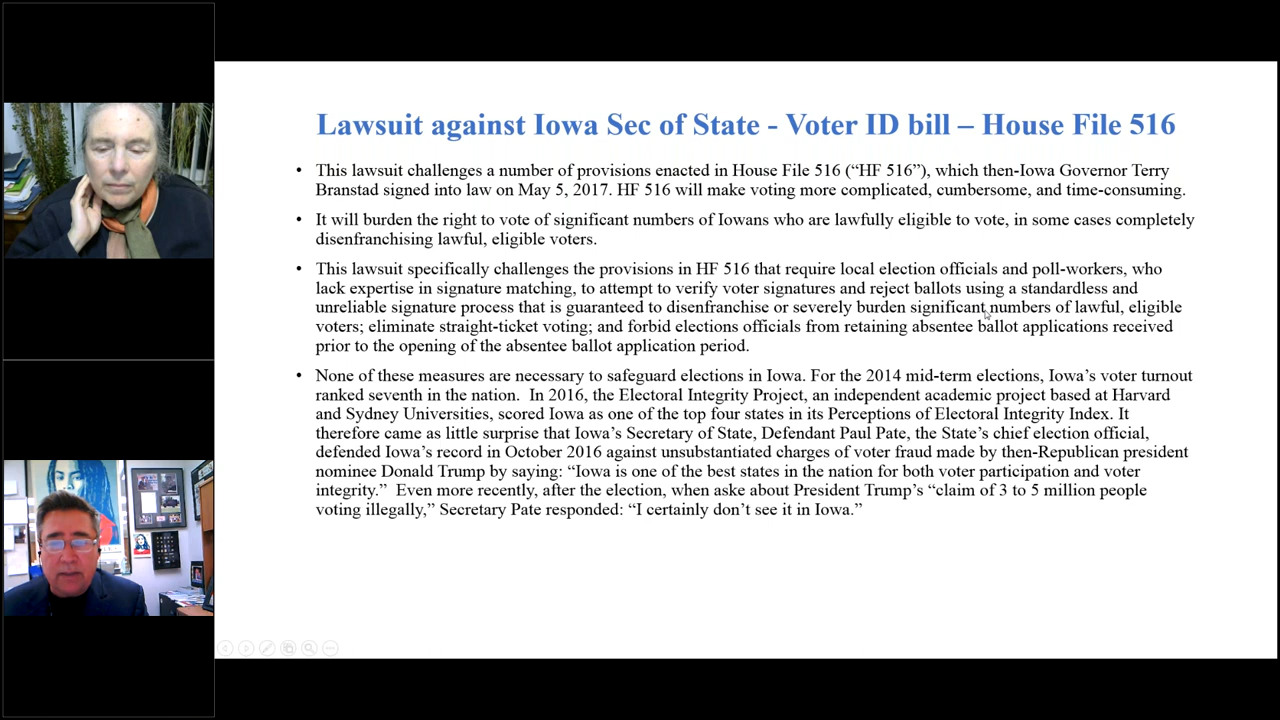 Lawsuit against Iowa Sec of State - Voter ID bill – House File 516
• This lawsuit challenges a number of provisions enacted in House File 516 (“HF 516”), which then-Iowa Governor Terry
Branstad signed into law on May 5, 2017. HF 516 will make voting more complicated, cumbersome, and time-consuming.
• It will burden the right to vote of significant numbers of Iowans who are lawfully eligible to vote, in some cases completely
disenfranchising lawful, eligible voters.
• This lawsuit specifically challenges the provisions in HF 516 that require local election officials and poll-workers, who
lack expertise in signature matching, to attempt to verify voter signatures and reject ballots using a standardless and
unreliable signature process that is guaranteed to disenfranchise or severely burden significant numbers of lawful, eligible
voters; eliminate straight-ticket voting; and forbid elections officials from retaining absentee ballot applications received
prior to the opening of the absentee ballot application period.
• None of these measures are necessary to safeguard elections in Iowa. For the 2014 mid-term elections, Iowa’s voter turnout
ranked seventh in the nation.  In 2016, the Electoral Integrity Project, an independent academic project based at Harvard
and Sydney Universities, scored Iowa as one of the top four states in its Perceptions of Electoral Integrity Index. It
therefore came as little surprise that Iowa’s Secretary of State, Defendant Paul Pate, the State’s chief election official,
defended Iowa’s record in October 2016 against unsubstantiated charges of voter fraud made by then-Republican president
nominee Donald Trump by saying: “Iowa is one of the best states in the nation for both voter participation and voter
integrity.”  Even more recently, after the election, when aske about President Trump’s “claim of 3 to 5 million people
voting illegally,” Secretary Pate responded: “I certainly don’t see it in Iowa.”